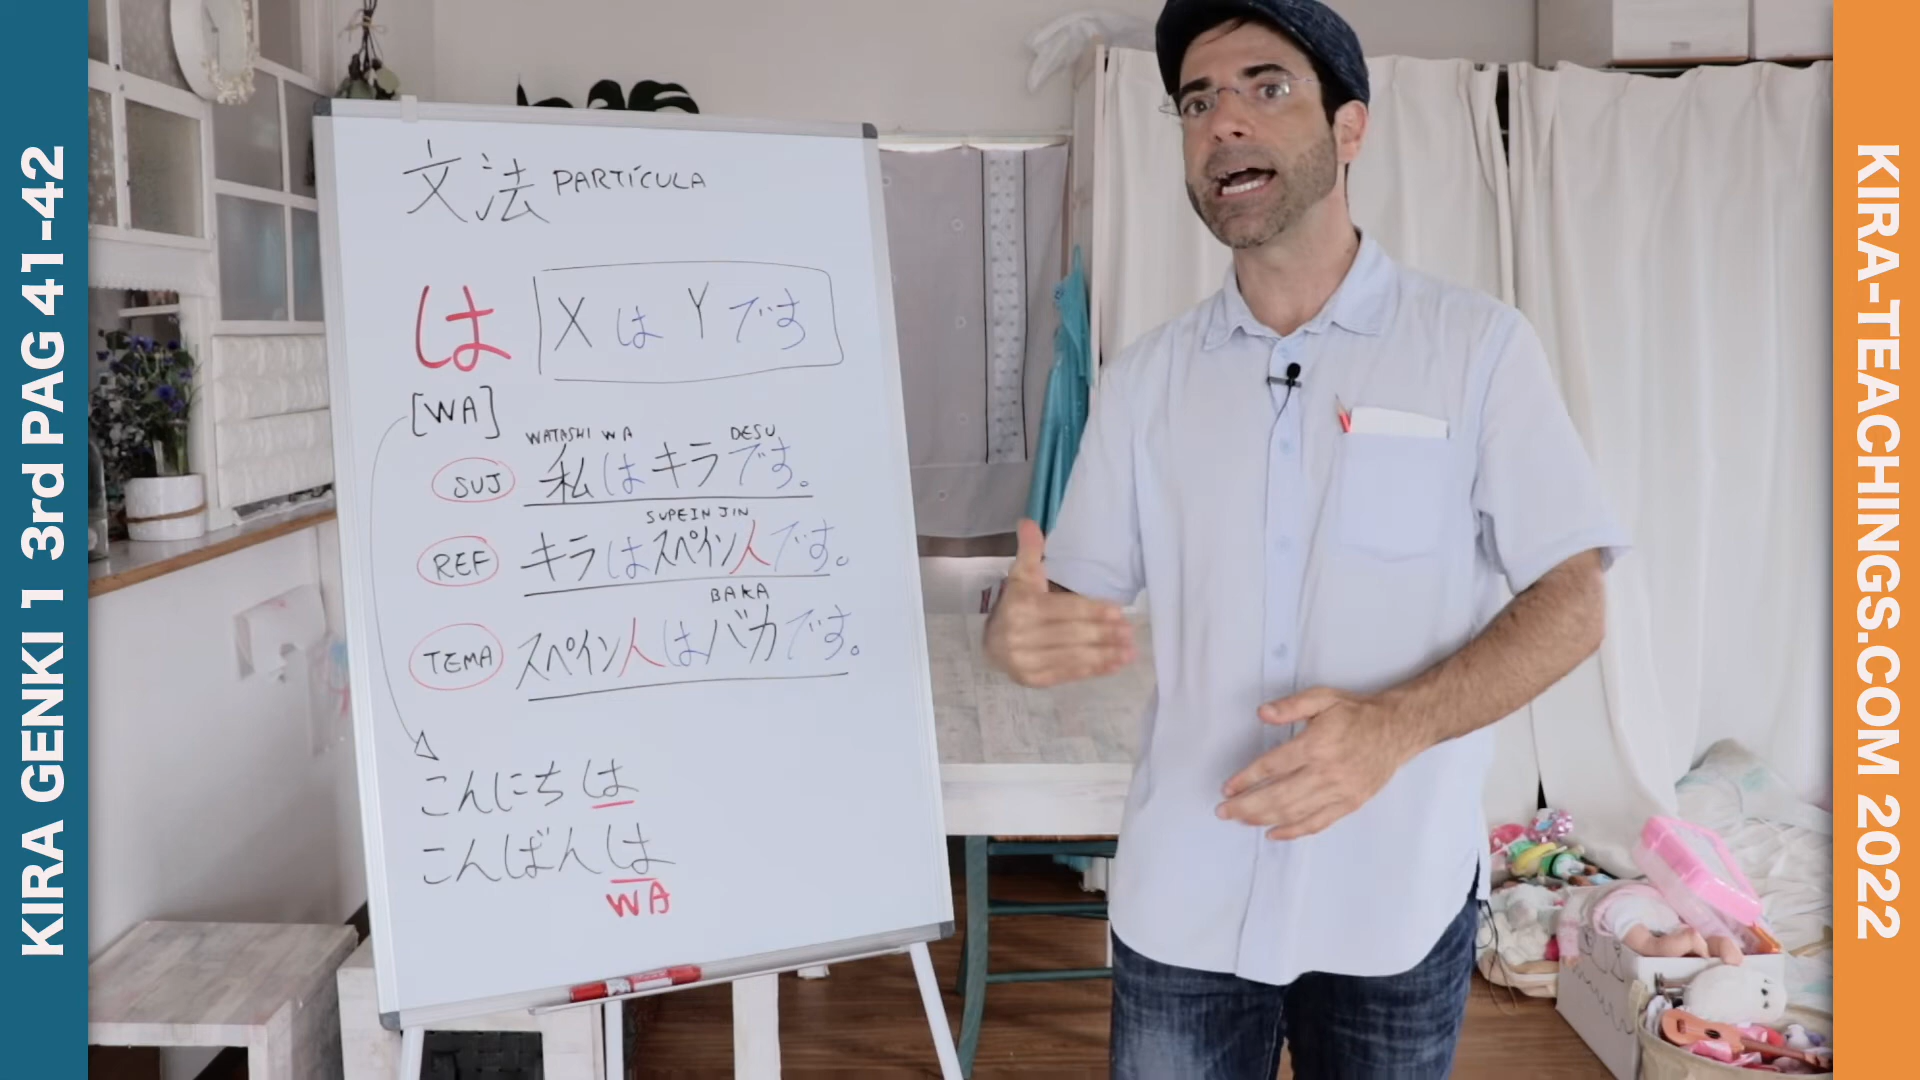 KIRA GENKI 1 3rd PAG 41-42
文法 PARTÍCULA
は X は Y です
[WA]
WATASHI WA DESU
SUJ 私はキラです。
SUPEIN JIN
REF キラはスペイン人です。
BAKA
TEMA スペイン人はバカです。
こんにちは
こんばんは
WA
KIRA-TEACHINGS.COM 2022